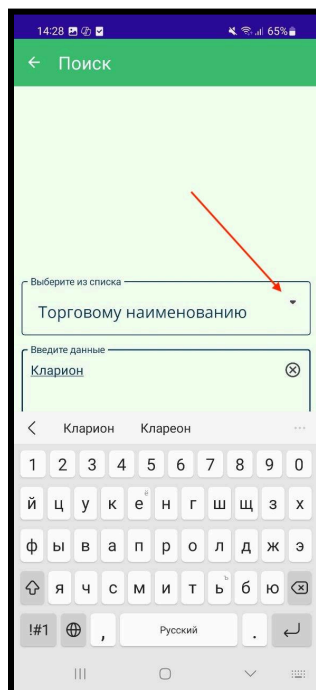 14:28 65%
Поиск
Выберите из списка
Торговому наименованию
Введите данные
Кларион
Кларион Клареон
1 2 3 4 5 6 7 8 9 0
й ц у к е ё н г ш щ з х
ф ы в а п р о л д ж э
я ч с м и т ь ъ б ю
!#1 , Русский .